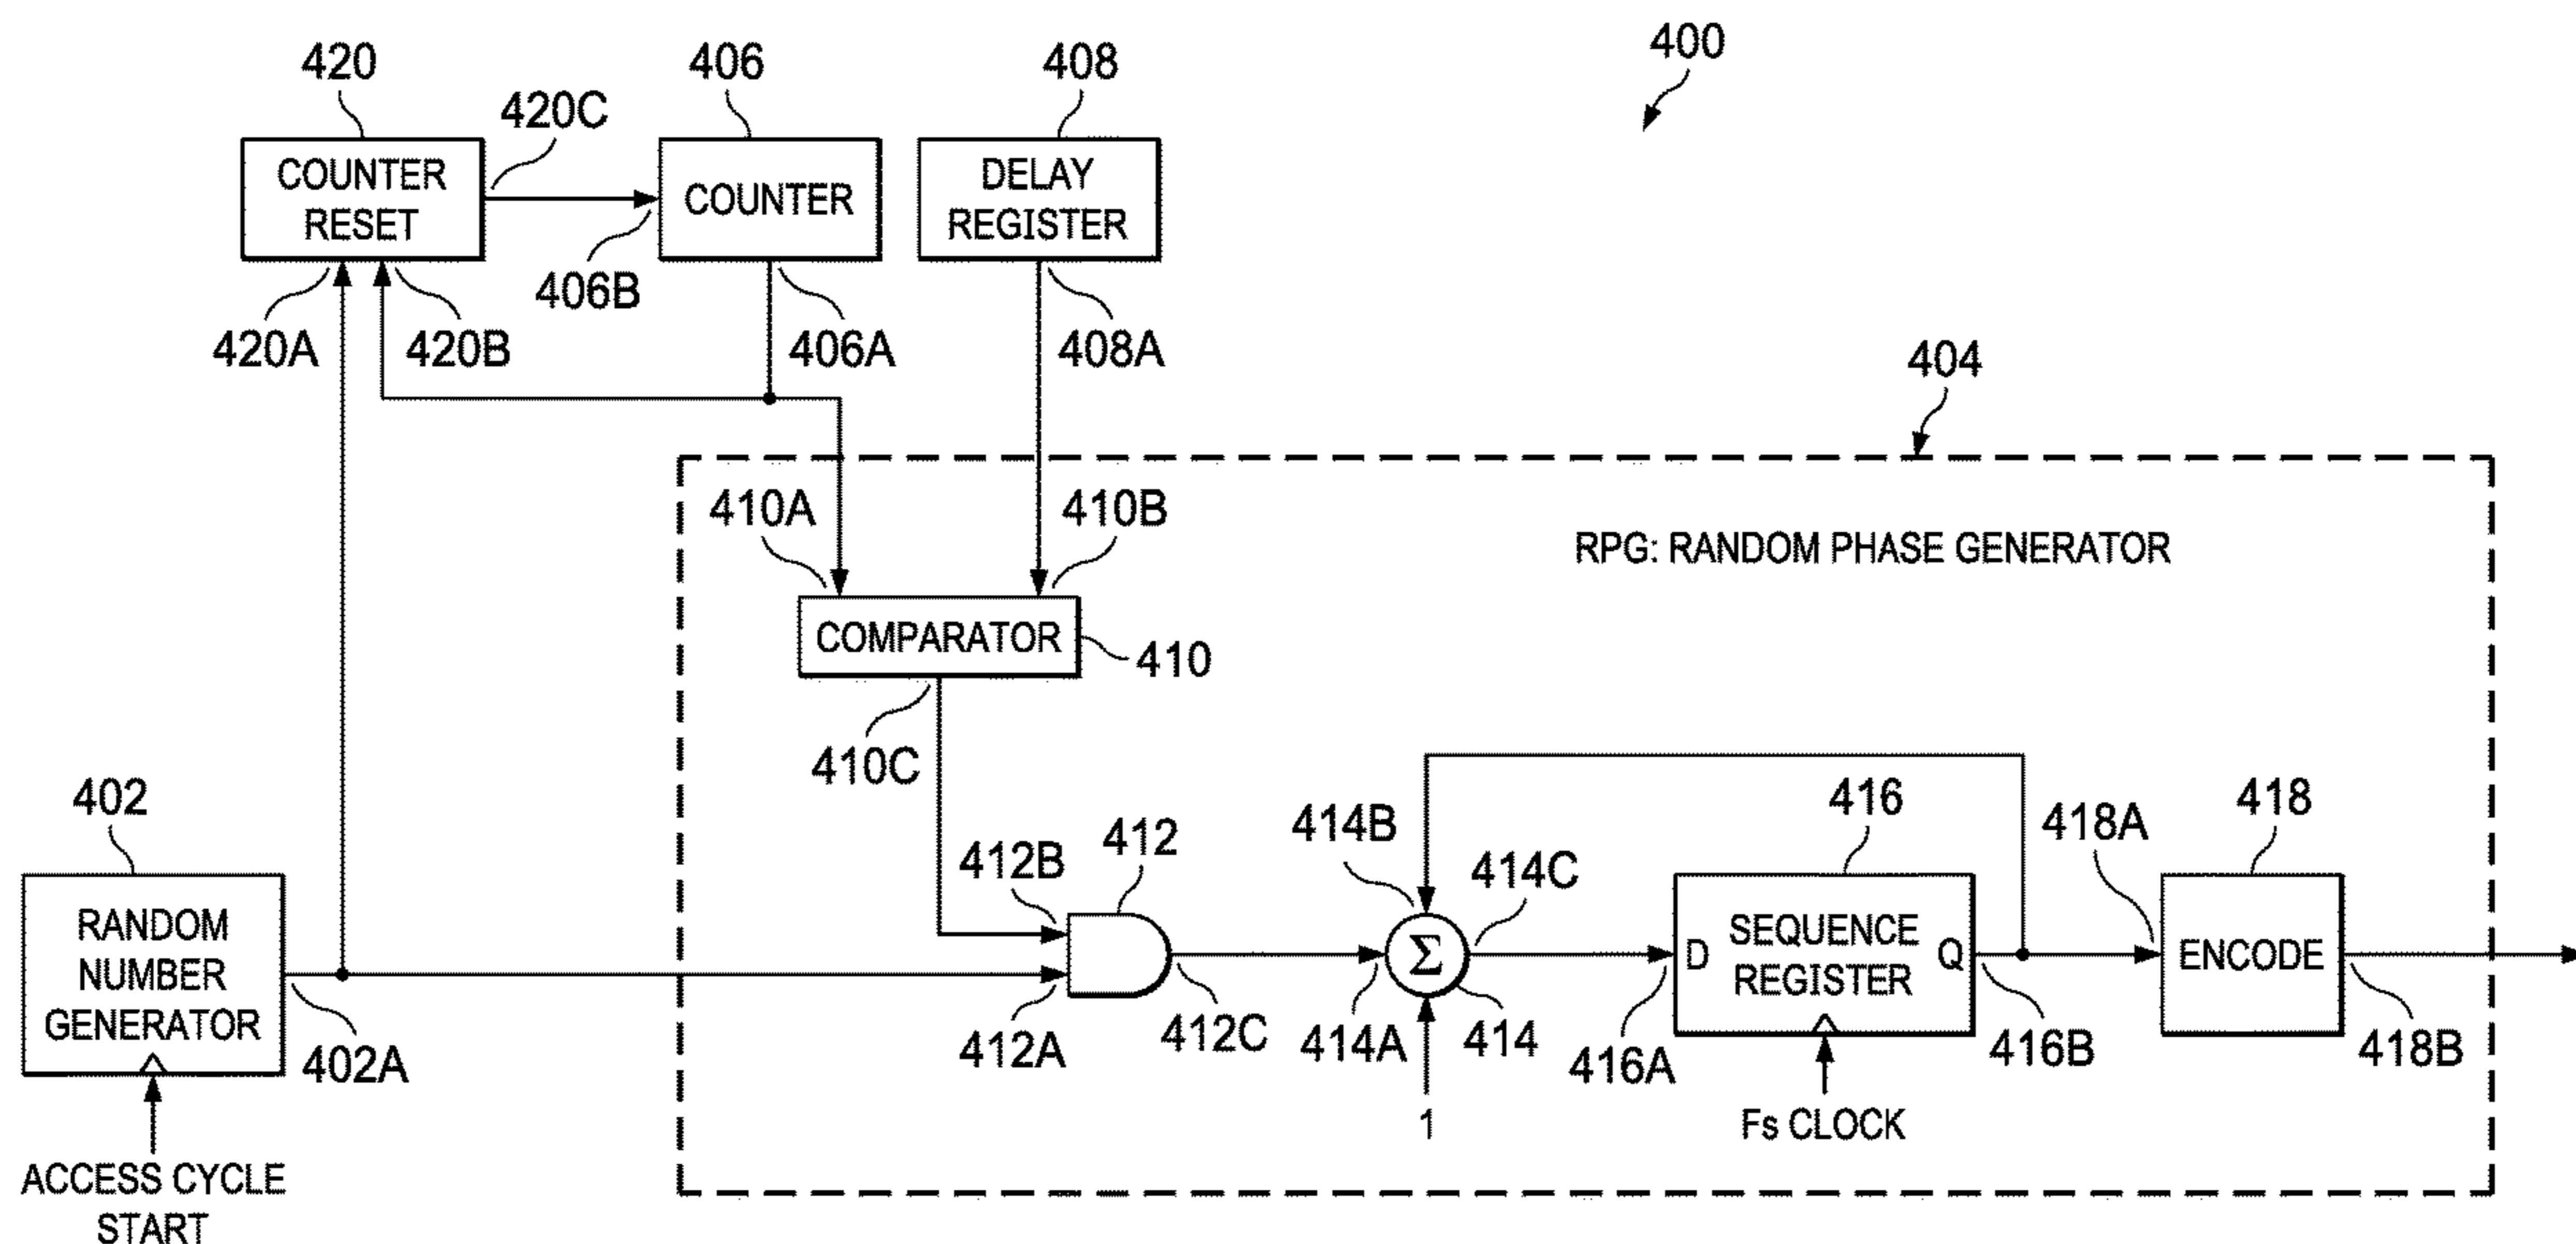 400
420
406
408
420C
COUNTER
RESET
COUNTER
DELAY
REGISTER
406B
420A
420B
406A
408A
404
410A
410B
RPG: RANDOM PHASE GENERATOR
COMPARATOR
410
410C
402
412
412B
414B
416
418A
418
414C
RANDOM
NUMBER
GENERATOR
Σ
D
SEQUENCE
REGISTER
Q
ENCODE
402A
412A
412C
414A
414
416A
416B
418B
1
Fs CLOCK
ACCESS CYCLE
START